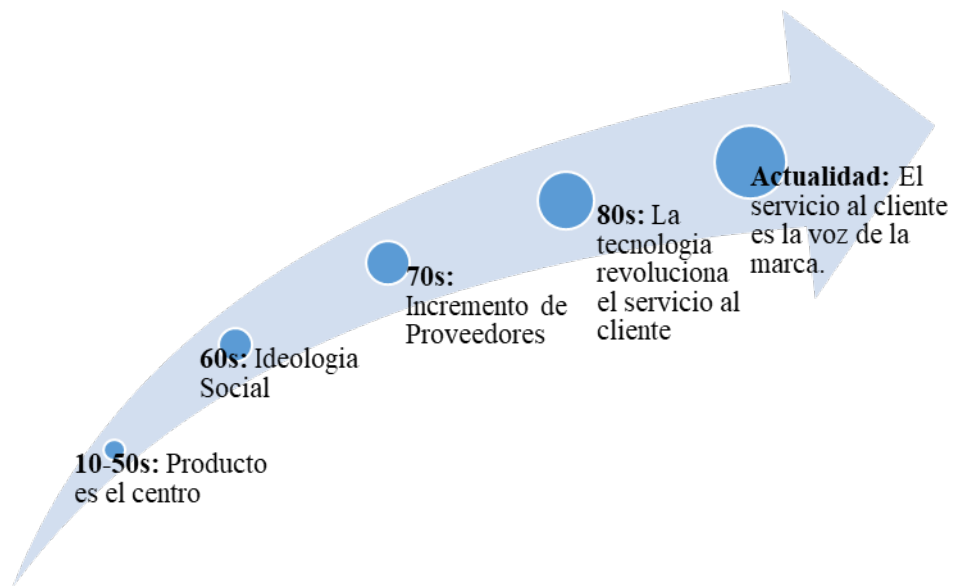 10-50s: Producto
es el centro
60s: Ideologia
Social
70s:
Incremento de
Proveedores
80s: La
tecnologia
revoluciona
el servicio al
cliente
Actualidad: El
servicio al cliente
es la voz de la
marca.